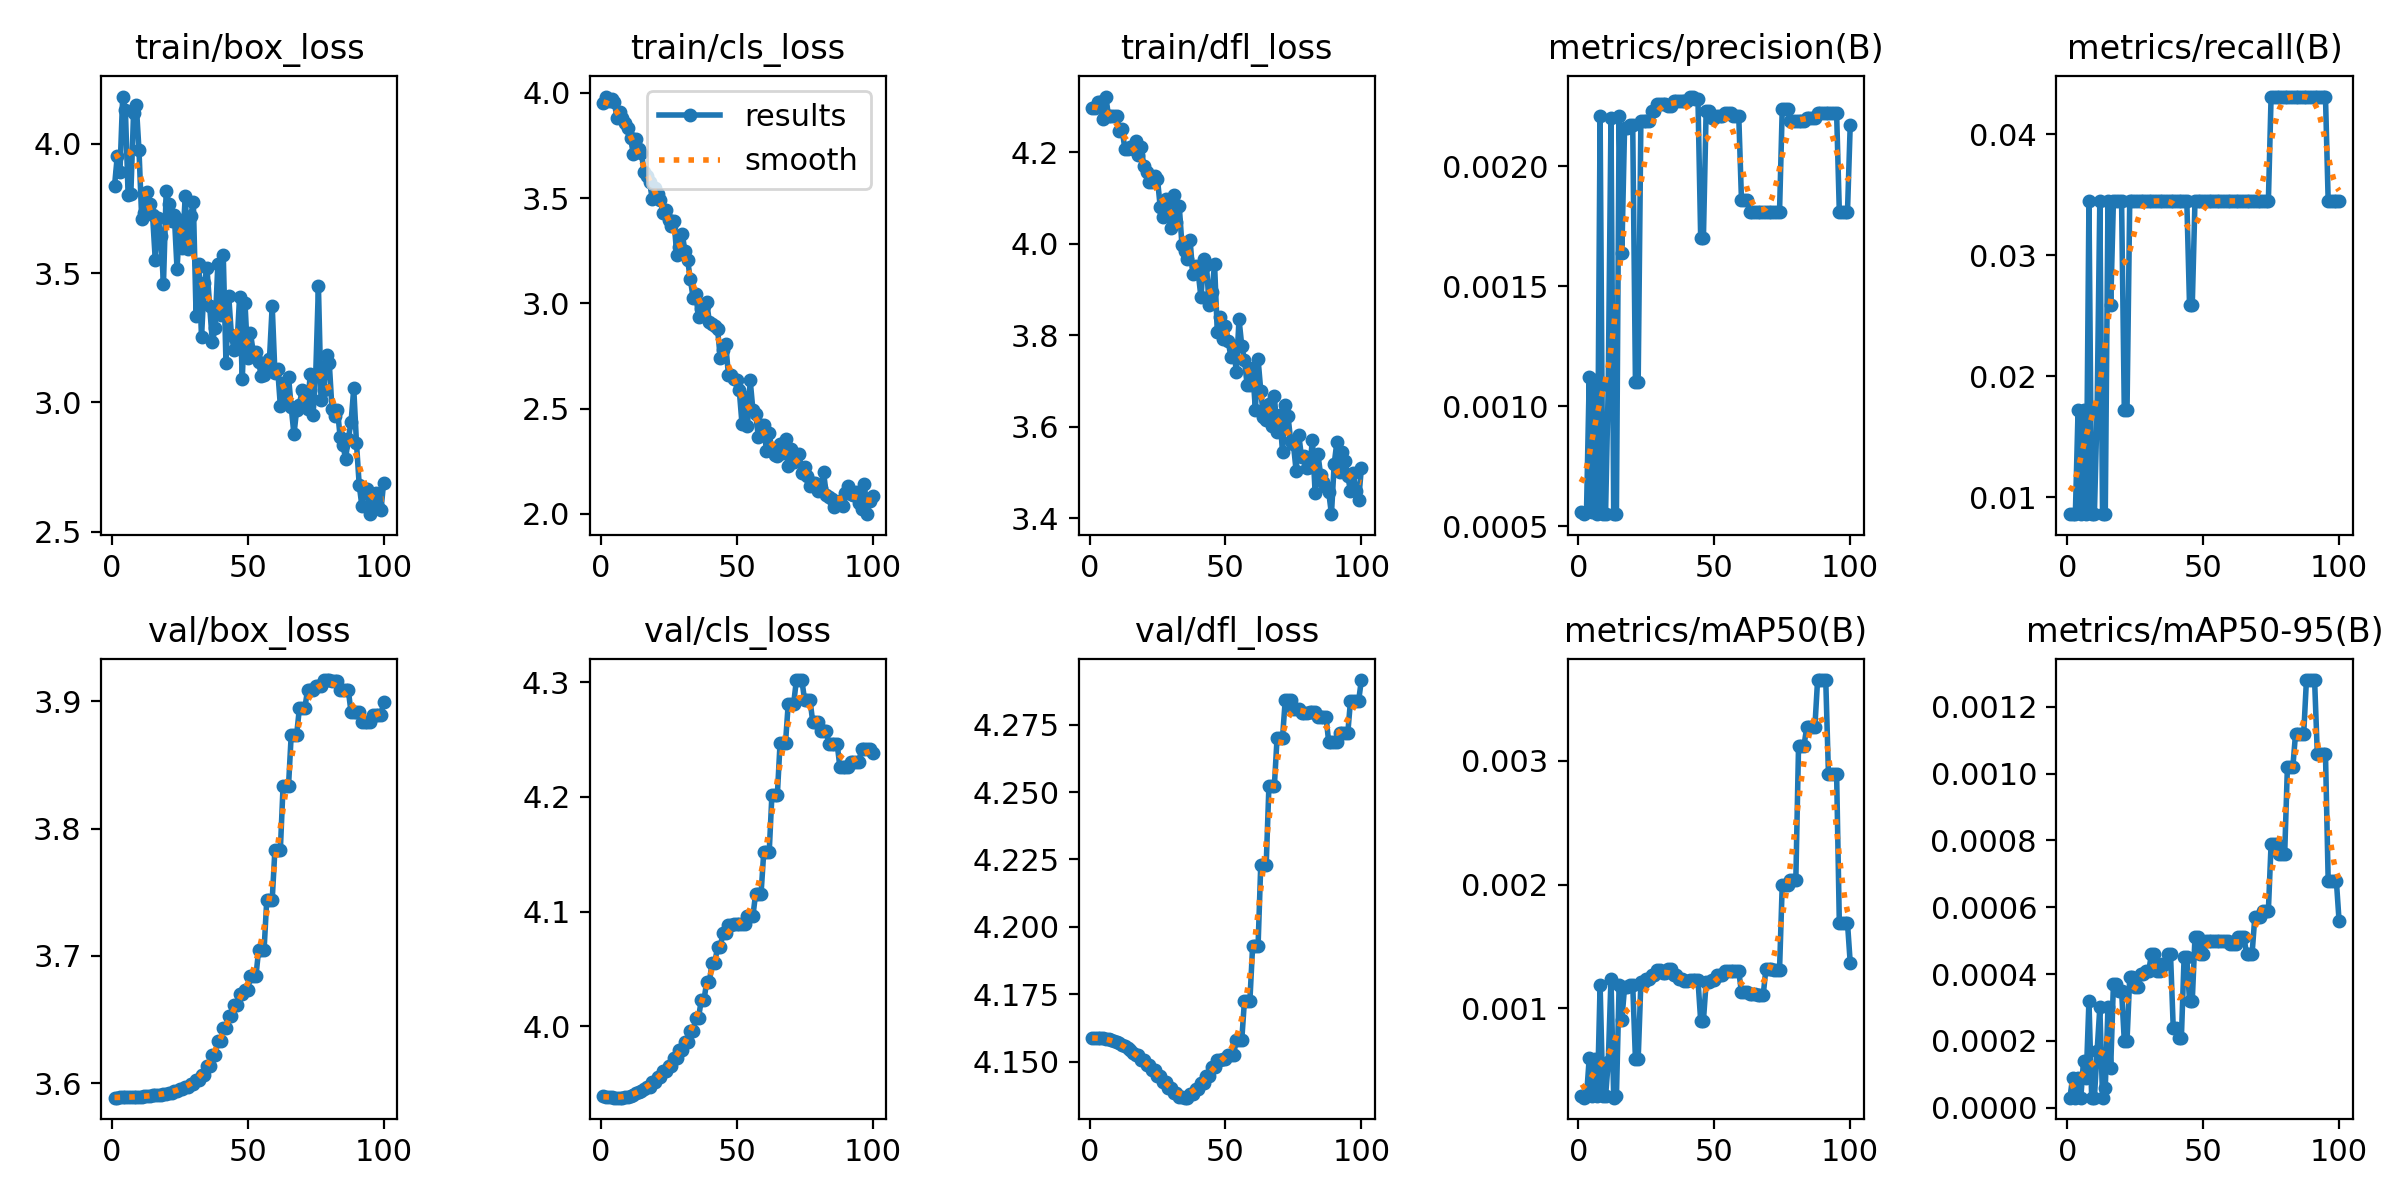 train/box_loss
4.0
3.5
3.0
2.5
0 50 100
train/cls_loss
results
smooth
4.0
3.5
3.0
2.5
2.0
0 50 100
train/dfl_loss
4.2
4.0
3.8
3.6
3.4
0 50 100
metrics/precision(B)
0.0020
0.0015
0.0010
0.0005
0 50 100
metrics/recall(B)
0.04
0.03
0.02
0.01
0 50 100
val/box_loss
3.9
3.8
3.7
3.6
0 50 100
val/cls_loss
4.3
4.2
4.1
4.0
0 50 100
val/dfl_loss
4.275
4.250
4.225
4.200
4.175
4.150
0 50 100
metrics/mAP50(B)
0.003
0.002
0.001
0 50 100
metrics/mAP50-95(B)
0.0012
0.0010
0.0008
0.0006
0.0004
0.0002
0.0000
0 50 100